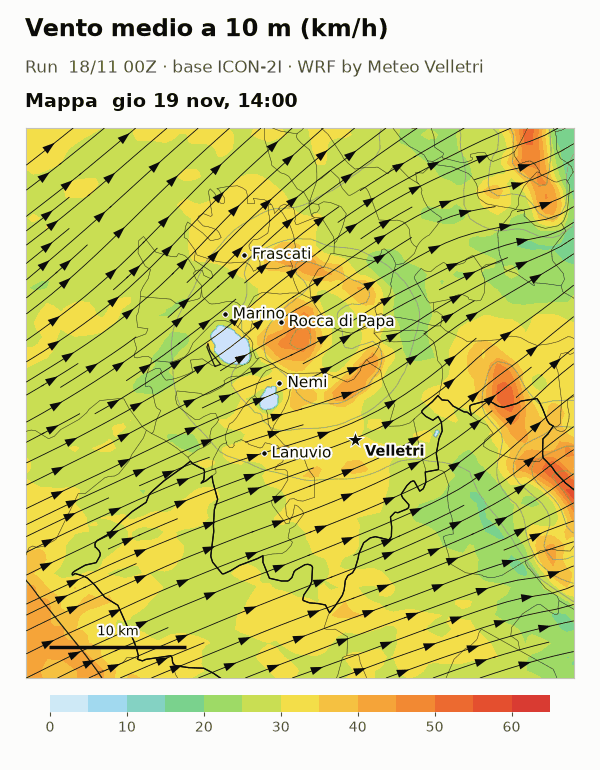 Vento medio a 10 m (km/h)
Run  18/11 00Z · base ICON-2I · WRF by Meteo Velletri
Mappa  gio 19 nov, 14:00
Frascati
Marino
Rocca di Papa
Nemi
Velletri
Lanuvio
10 km
0 10 20 30 40 50 60